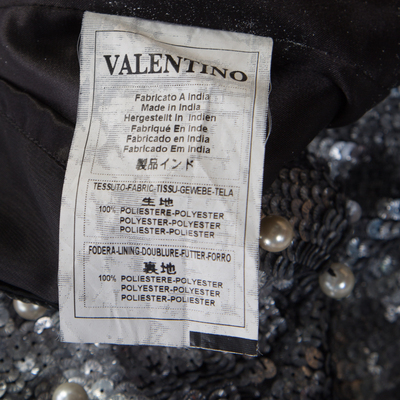 VALENTINO
Fabricato A India
Made in India
Hergestellt in Indien
Fabriqué En Inde
Fabricado en India
Fabricado Em India
製品インド
TESSUTO-FABRIC-TISSU-GEWEBE-TELA
生地
100% POLIESTERE-POLYESTER
POLYESTER-POLYESTER
POLIESTER-POLIESTER
FODERA-LINING-DOUBLURE-FUTTER-FORRO
裏地
100% POLIESTERE-POLYESTER
POLYESTER-POLYESTER
POLIESTER-POLIESTER